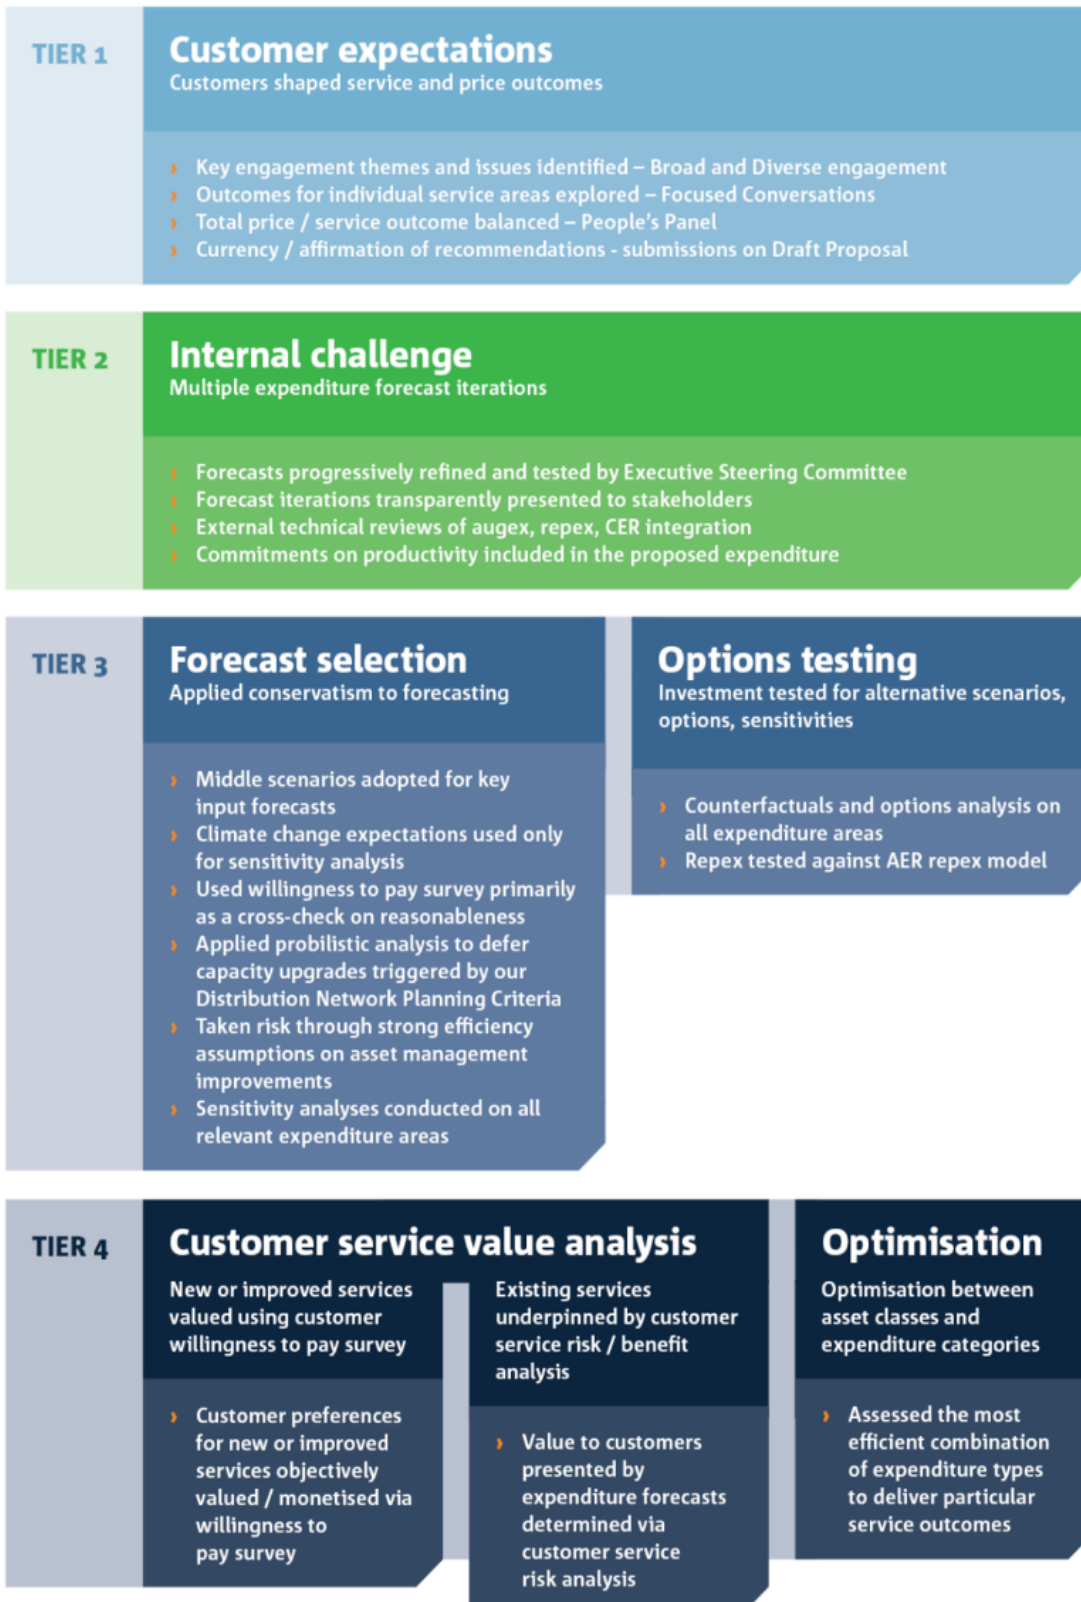 TIER 1
Customer expectations
Customers shaped service and price outcomes
› Key engagement themes and issues identified – Broad and Diverse engagement
› Outcomes for individual service areas explored – Focused Conversations
› Total price / service outcome balanced – People’s Panel
› Currency / affirmation of recommendations - submissions on Draft Proposal
TIER 2
Internal challenge
Multiple expenditure forecast iterations
› Forecasts progressively refined and tested by Executive Steering Committee
› Forecast iterations transparently presented to stakeholders
› External technical reviews of augex, repex, CER integration
› Commitments on productivity included in the proposed expenditure
TIER 3
Forecast selection
Applied conservatism to forecasting
› Middle scenarios adopted for key
input forecasts
› Climate change expectations used only
for sensitivity analysis
› Used willingness to pay survey primarily
as a cross-check on reasonableness
› Applied probilistic analysis to defer
capacity upgrades triggered by our
Distribution Network Planning Criteria
› Taken risk through strong efficiency
assumptions on asset management
improvements
› Sensitivity analyses conducted on all
relevant expenditure areas
Options testing
Investment tested for alternative scenarios,
options, sensitivities
› Counterfactuals and options analysis on
all expenditure areas
› Repex tested against AER repex model
TIER 4
Customer service value analysis
New or improved services
valued using customer
willingness to pay survey
› Customer preferences
for new or improved
services objectively
valued / monetised via
willingness to
pay survey
Existing services
underpinned by customer
service risk / benefit
analysis
› Value to customers
presented by
expenditure forecasts
determined via
customer service
risk analysis
Optimisation
Optimisation between
asset classes and
expenditure categories
› Assessed the most
efficient combination
of expenditure types
to deliver particular
service outcomes